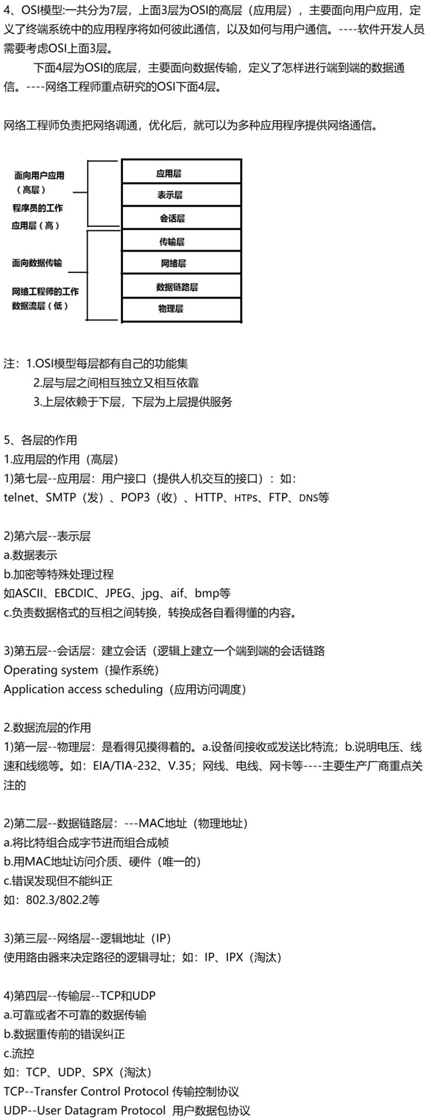 4、OSI模型:一共分为7层，上面3层为OSI的高层（应用层），主要面向用户应用，定
义了终端系统中的应用程序将如何彼此通信，以及如何与用户通信。----软件开发人员
需要考虑OSI上面3层。
下面4层为OSI的底层，主要面向数据传输，定义了怎样进行端到端的数据通
信。----网络工程师重点研究的OSI下面4层。
网络工程师负责把网络调通，优化后，就可以为多种应用程序提供网络通信。
面向用户应用
（高层）
程序员的工作
应用层（高）
面向数据传输
网络工程师的工作
数据流层（低）
应用层
表示层
会话层
传输层
网络层
数据链路层
物理层
注：1.OSI模型每层都有自己的功能集
2.层与层之间相互独立又相互依靠
3.上层依赖于下层，下层为上层提供服务
5、各层的作用
1.应用层的作用（高层）
1)第七层--应用层：用户接口（提供人机交互的接口）：如：
telnet、SMTP（发）、POP3（收）、HTTP、HTPs、FTP、DNS等
2)第六层--表示层
a.数据表示
b.加密等特殊处理过程
如ASCII、EBCDIC、JPEG、jpg、aif、bmp等
c.负责数据格式的互相之间转换，转换成各自看得懂的内容。
3)第五层--会话层：建立会话（逻辑上建立一个端到端的会话链路
Operating system（操作系统）
Application access scheduling（应用访问调度）
2.数据流层的作用
1)第一层--物理层：是看得见摸得着的。a.设备间接收或发送比特流；b.说明电压、线
速和线缆等。如：EIA/TIA-232、V.35；网线、电线、网卡等----主要生产厂商重点关
注的
2)第二层--数据链路层：---MAC地址（物理地址）
a.将比特组合成字节进而组合成帧
b.用MAC地址访问介质、硬件（唯一的）
c.错误发现但不能纠正
如：802.3/802.2等
3)第三层--网络层--逻辑地址（IP）
使用路由器来决定路径的逻辑寻址；如：IP、IPX（淘汰）
4)第四层--传输层--TCP和UDP
a.可靠或者不可靠的数据传输
b.数据重传前的错误纠正
c.流控
如：TCP、UDP、SPX（淘汰）
TCP--Transfer Control Protocol 传输控制协议
UDP--User Datagram Protocol 用户数据包协议